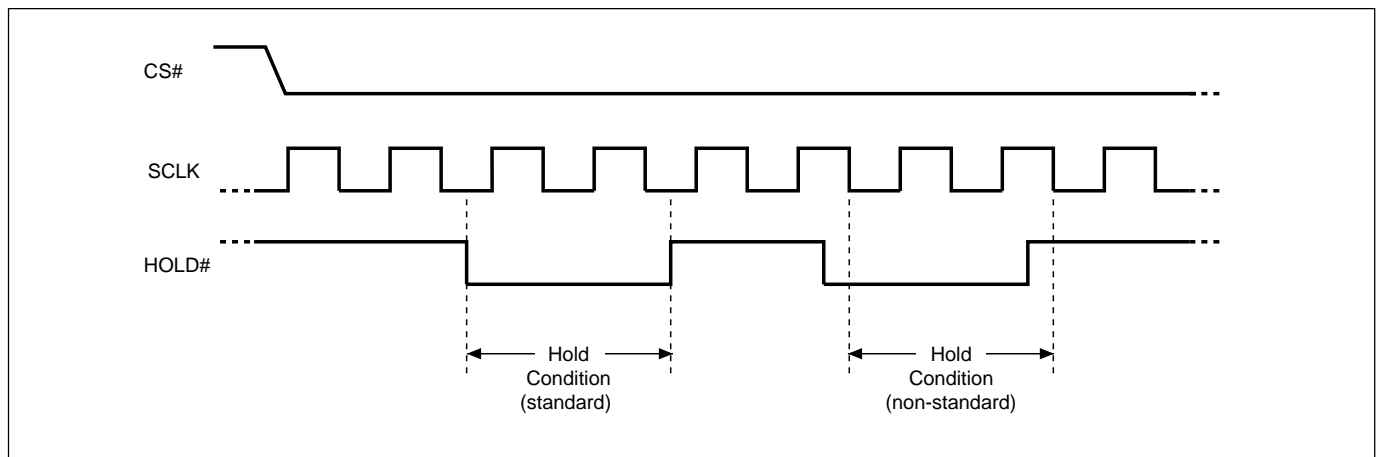 CS#
SCLK
HOLD#
Hold
Condition
(standard)
Hold
Condition
(non-standard)